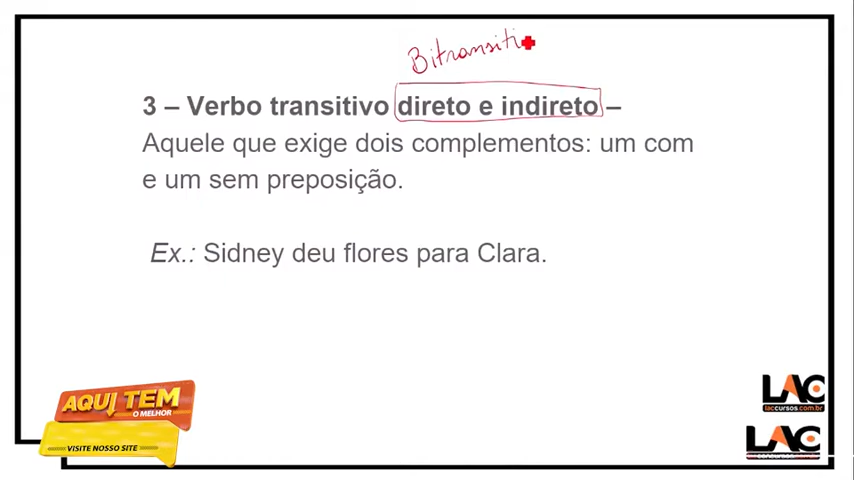 Bitransiti
3 – Verbo transitivo direto e indireto –
Aquele que exige dois complementos: um com
e um sem preposição.
Ex.: Sidney deu flores para Clara.
AQUI TEM
O MELHOR
VISITE NOSSO SITE
LAC
laccursos.com.br
LAC